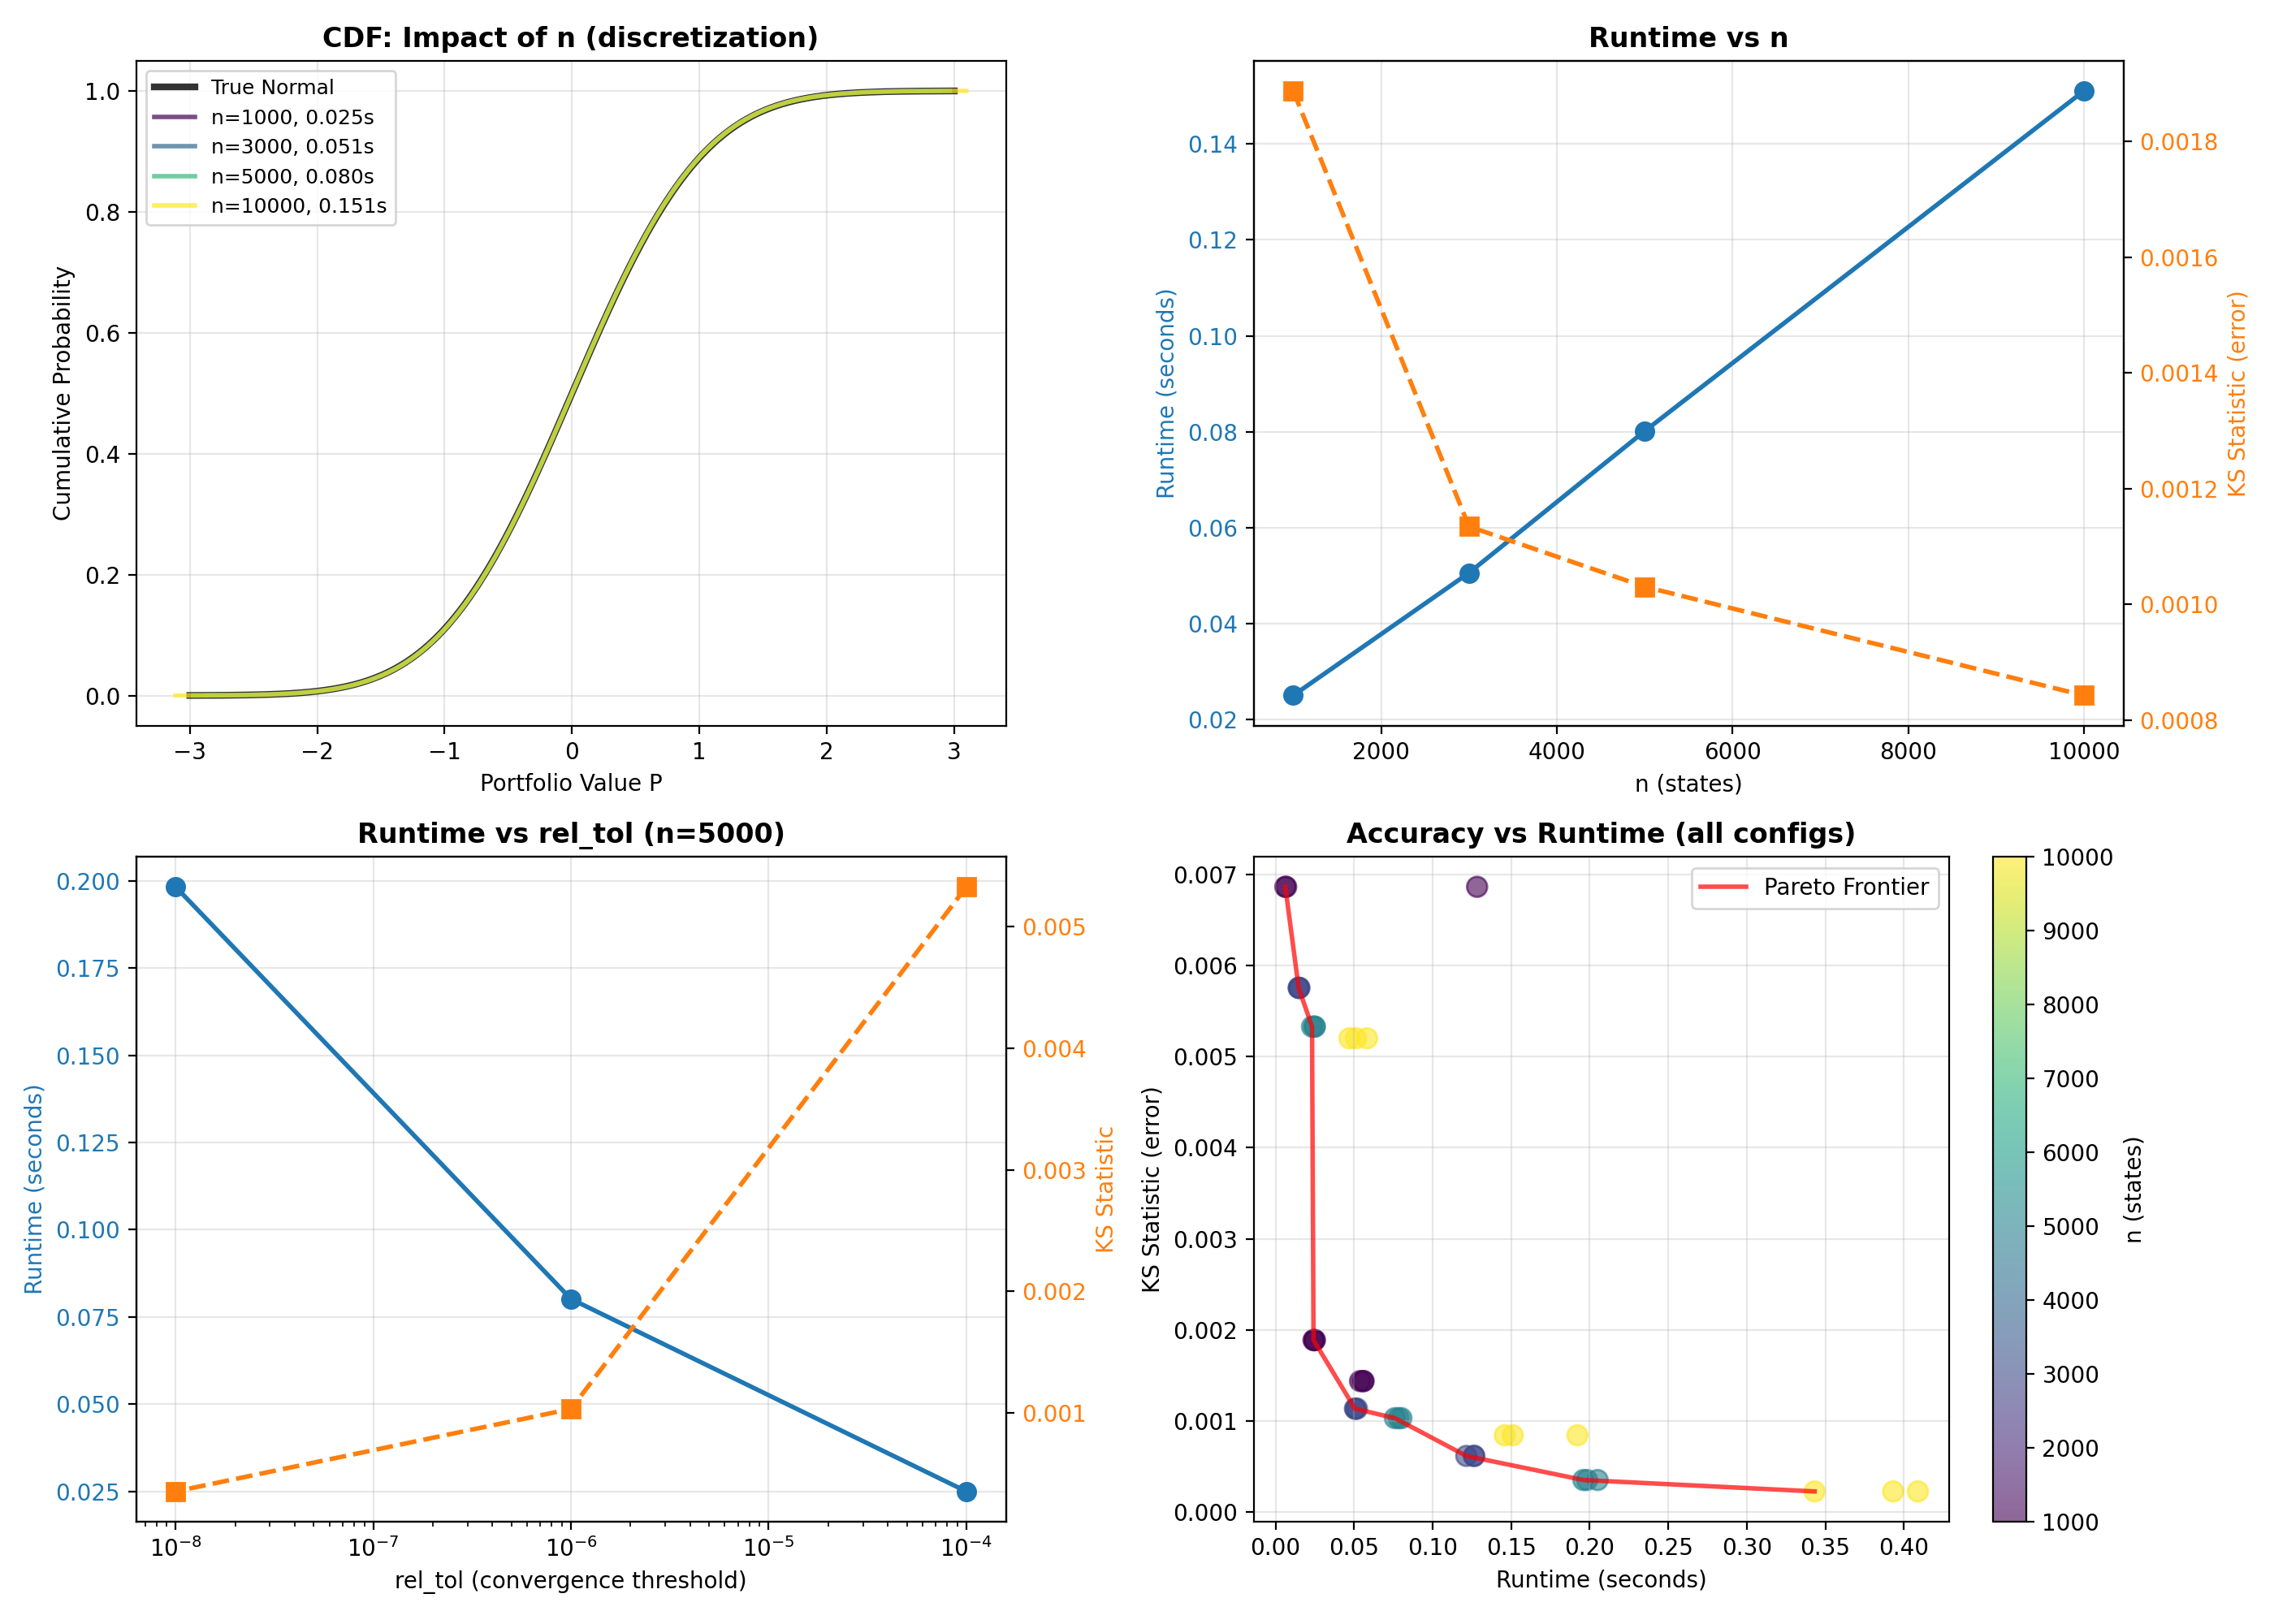 CDF: Impact of n (discretization)
1.0
0.8
0.6
0.4
0.2
0.0
Cumulative Probability
True Normal
n=1000, 0.025s
n=3000, 0.051s
n=5000, 0.080s
n=10000, 0.151s
−3 −2 −1 0 1 2 3
Portfolio Value P
Runtime vs n
0.14
0.12
0.10
0.08
0.06
0.04
0.02
Runtime (seconds)
0.0018
0.0016
0.0014
0.0012
0.0010
0.0008
KS Statistic (error)
2000 4000 6000 8000 10000
n (states)
Runtime vs rel_tol (n=5000)
0.200
0.175
0.150
0.125
0.100
0.075
0.050
0.025
Runtime (seconds)
0.005
0.004
0.003
0.002
0.001
KS Statistic
10⁻⁸ 10⁻⁷ 10⁻⁶ 10⁻⁵ 10⁻⁴
rel_tol (convergence threshold)
Accuracy vs Runtime (all configs)
0.007
0.006
0.005
0.004
0.003
0.002
0.001
0.000
KS Statistic (error)
Pareto Frontier
0.00 0.05 0.10 0.15 0.20 0.25 0.30 0.35 0.40
Runtime (seconds)
10000
9000
8000
7000
6000
5000
4000
3000
2000
1000
n (states)